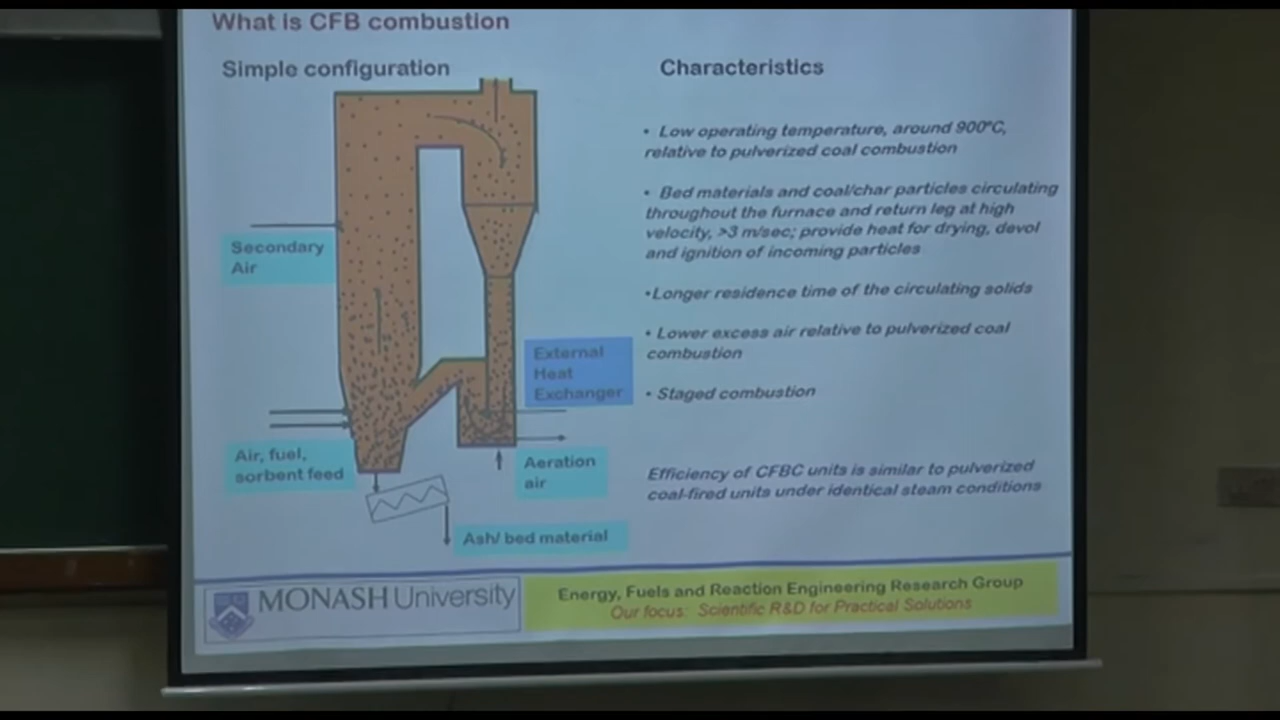 What is CFB combustion
Simple configuration
Characteristics
• Low operating temperature, around 900ºC,
relative to pulverized coal combustion
• Bed materials and coal/char particles circulating
throughout the furnace and return leg at high
velocity, >3 m/sec; provide heat for drying, devol
and ignition of incoming particles
•Longer residence time of the circulating solids
• Lower excess air relative to pulverized coal
combustion
• Staged combustion
Efficiency of CFBC units is similar to pulverized
coal-fired units under identical steam conditions
Secondary
Air
External
Heat
Exchanger
Air, fuel,
sorbent feed
Aeration
air
Ash/ bed material
MONASH University
Energy, Fuels and Reaction Engineering Research Group
Our focus: Scientific R&D for Practical Solutions